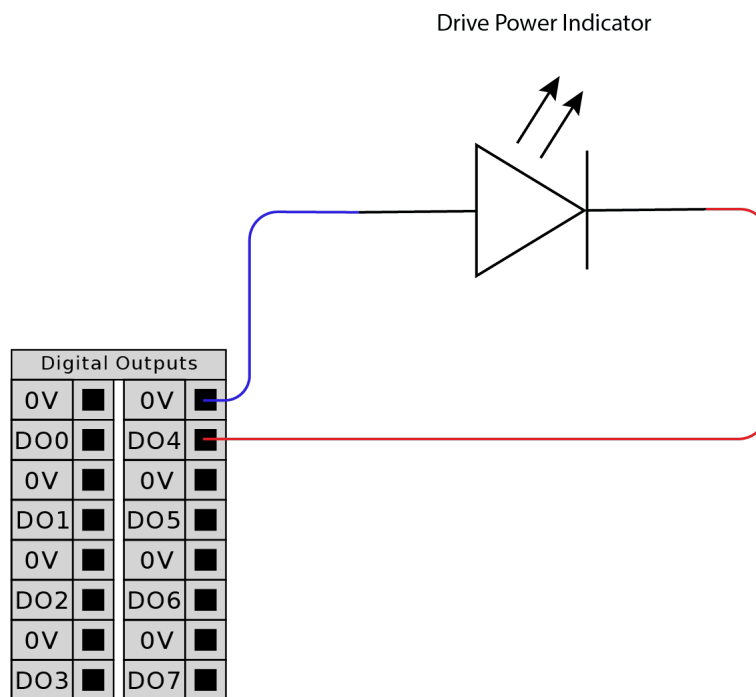 Drive Power Indicator
Digital Outputs
0V 0V
DO0 DO4
0V 0V
DO1 DO5
0V 0V
DO2 DO6
0V 0V
DO3 DO7